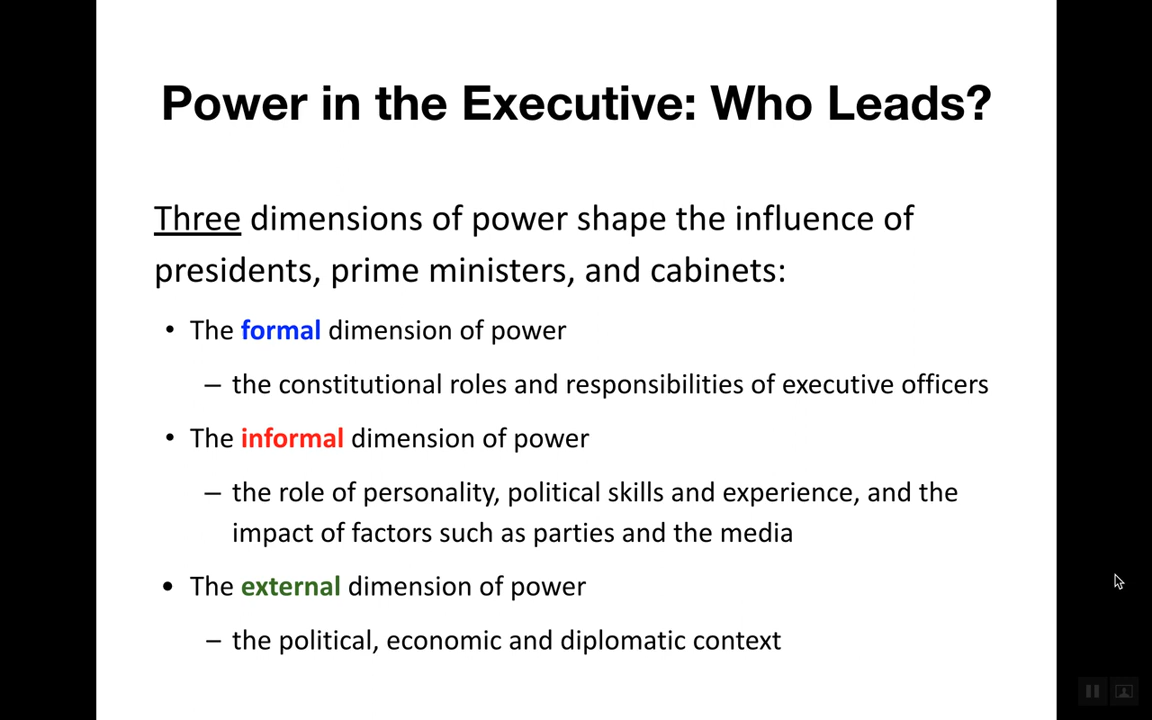 Power in the Executive: Who Leads?
Three dimensions of power shape the influence of
presidents, prime ministers, and cabinets:
• The formal dimension of power
– the constitutional roles and responsibilities of executive officers
• The informal dimension of power
– the role of personality, political skills and experience, and the
impact of factors such as parties and the media
• The external dimension of power
– the political, economic and diplomatic context